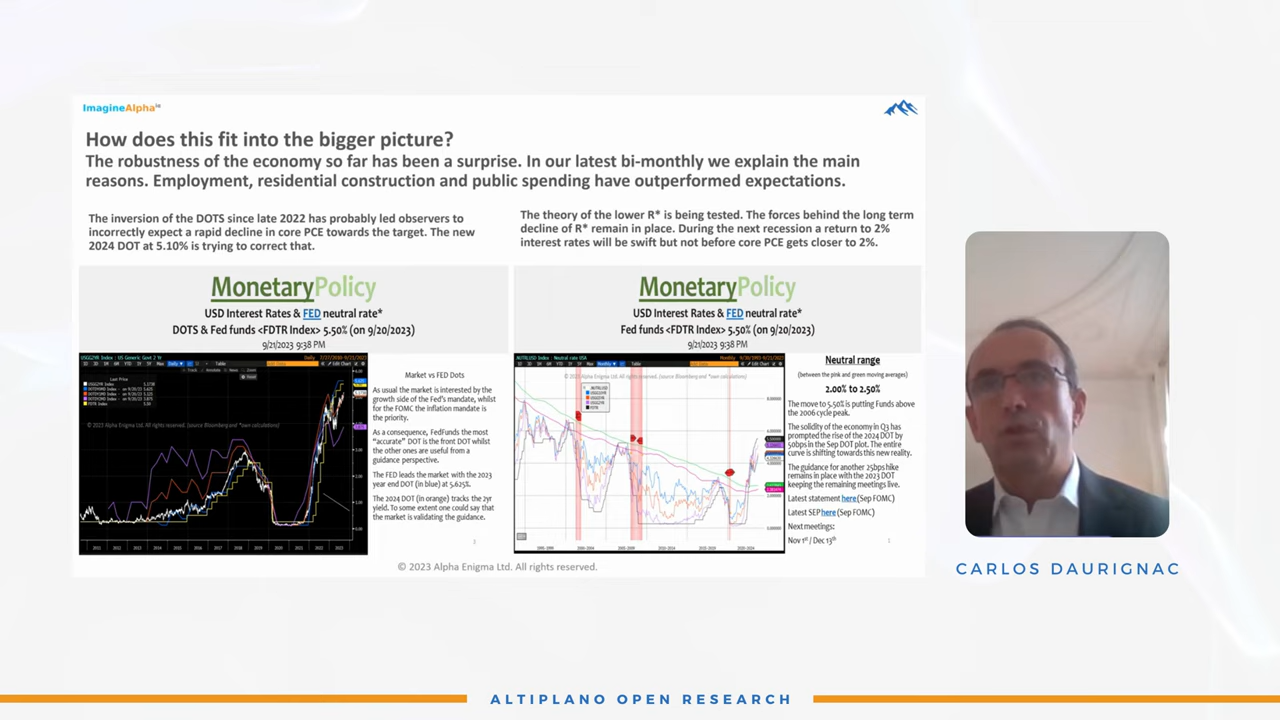 ImagineAlpha
How does this fit into the bigger picture?
The robustness of the economy so far has been a surprise. In our latest bi-monthly we explain the main
reasons. Employment, residential construction and public spending have outperformed expectations.
The inversion of the DOTS since late 2022 has probably led observers to
incorrectly expect a rapid decline in core PCE towards the target. The new
2024 DOT at 5.10% is trying to correct that.
The theory of the lower R* is being tested. The forces behind the long term
decline of R* remain in place. During the next recession a return to 2%
interest rates will be swift but not before core PCE gets closer to 2%.
MonetaryPolicy
USD Interest Rates & FED neutral rate*
DOTS & Fed funds <FDTR Index> 5.50% (on 9/20/2023)
9/21/2023 9:38 PM
Market vs FED Dots
As usual the market is interested by the
growth side of the Fed's mandate, whilst
for the FOMC the inflation mandate is
the priority.
As a consequence, FedFunds the most
"accurate" DOT is the front DOT whilst
the other ones are useful from a
guidance perspective.
The FED leads the market with the 2023
year end DOT (in blue) at 5.625%.
The 2024 DOT (in orange) tracks the 2yr
yield. To some extent one could say that
the market is validating the guidance.
MonetaryPolicy
USD Interest Rates & FED neutral rate*
Fed funds <FDTR Index> 5.50% (on 9/20/2023)
9/21/2023 9:38 PM
Neutral range
(between the pink and green moving averages)
2.00% to 2.50%
The move to 5.50% is putting Funds above
the 2006 cycle peak.
The solidity of the economy in Q3 has
prompted the rise of the 2024 DOT by
50bps in the Sep DOT plot. The entire
curve is shifting towards this new reality.
The guidance for another 25bps hike
remains in place with the 2023 DOT
keeping the remaining meetings live.
Latest statement here (Sep FOMC)
Latest SEP here (Sep FOMC)
Next meetings:
Nov 1st / Dec 13th
© 2023 Alpha Enigma Ltd. All rights reserved.
CARLOS DAURIGNAC
ALTIPLANO OPEN RESEARCH